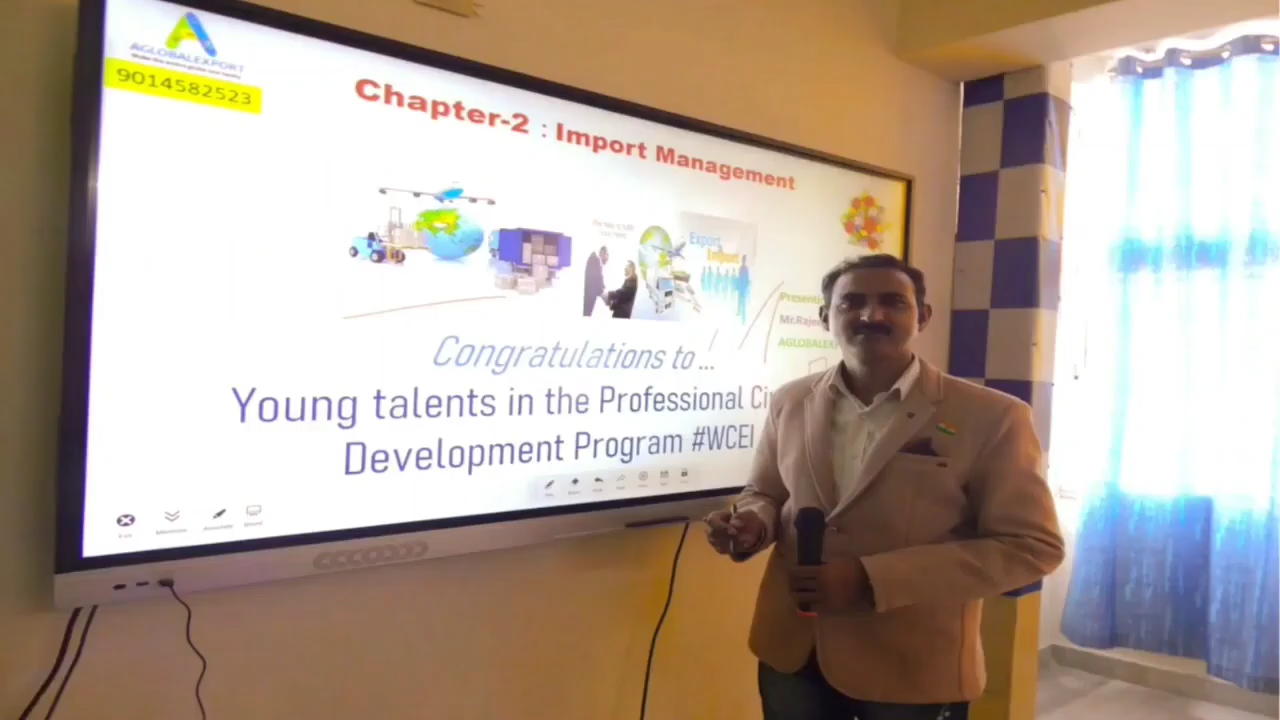 AGLOBALEXPORT
9014582523
Chapter-2 : Import Management
Export
Import
Congratulations to ...
Young talents in the Professional
Development Program #WCEI